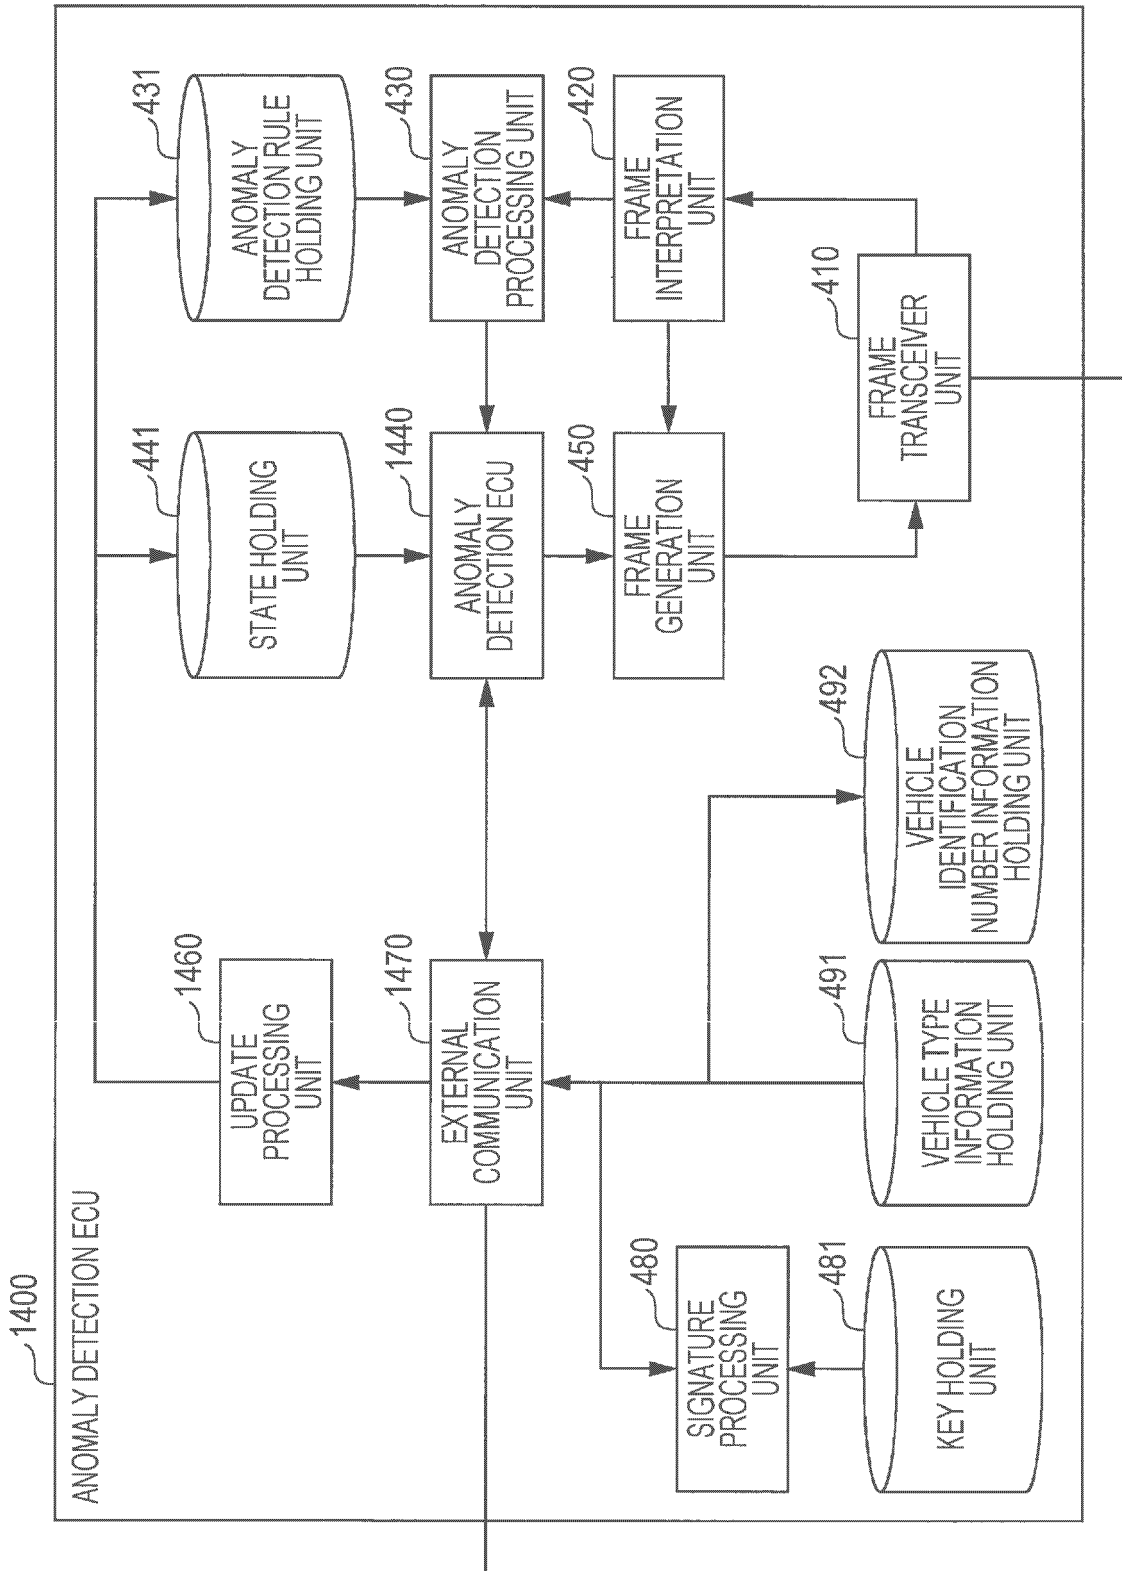 1400
ANOMALY DETECTION ECU
1460
UPDATE
PROCESSING
UNIT
441
STATE HOLDING
UNIT
431
ANOMALY
DETECTION RULE
HOLDING UNIT
1470
EXTERNAL
COMMUNICATION
UNIT
1440
ANOMALY
DETECTION ECU
430
ANOMALY
DETECTION
PROCESSING UNIT
450
FRAME
GENERATION
UNIT
420
FRAME
INTERPRETATION
UNIT
480
SIGNATURE
PROCESSING
UNIT
481
KEY HOLDING
UNIT
491
VEHICLE TYPE
INFORMATION
HOLDING UNIT
492
VEHICLE
IDENTIFICATION
NUMBER INFORMATION
HOLDING UNIT
410
FRAME
TRANSCEIVER
UNIT